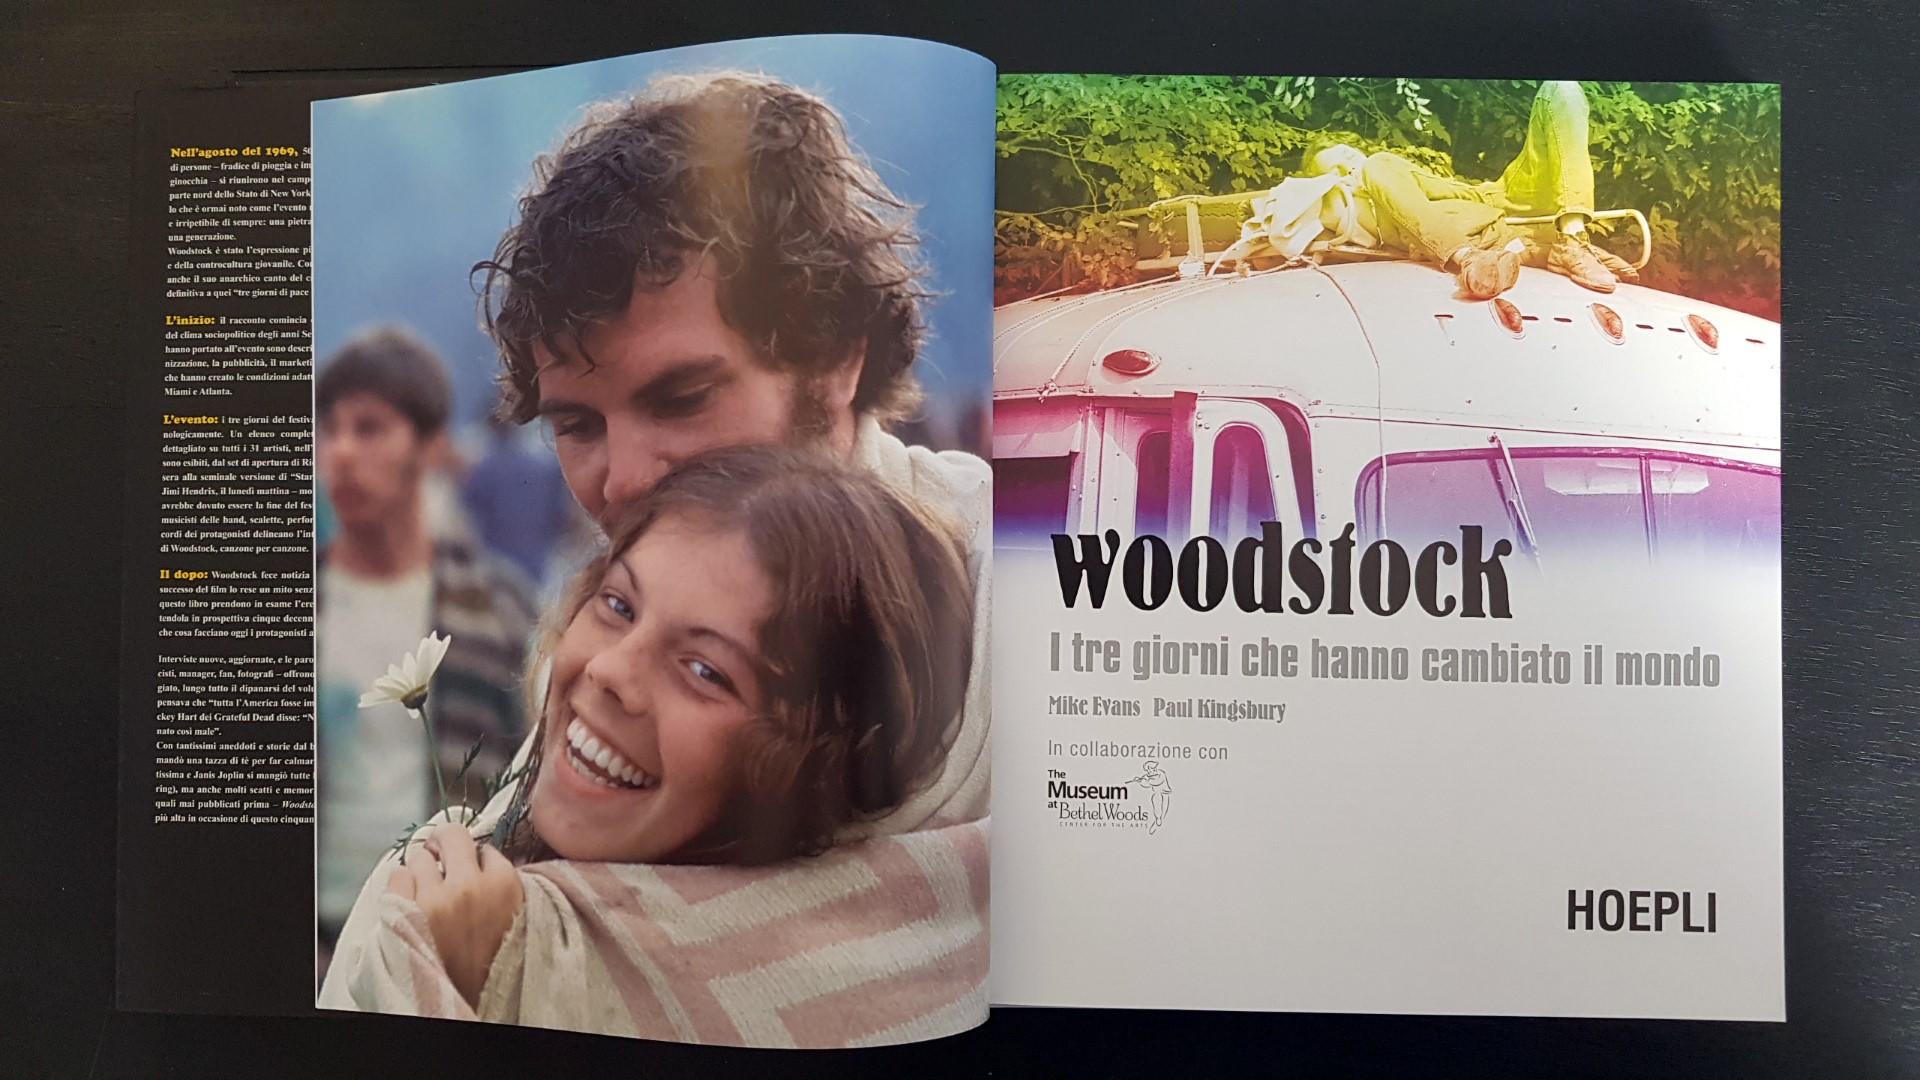 Nell'agosto del 1969, 50
di persone – fradice di pioggia e im
ginocchia – si riunirono nel camp
parte nord dello Stato di New York
lo che è ormai noto come l'evento
e irripetibile di sempre: una pietra
una generazione.
Woodstock è stato l'espressione pi
e della controcultura giovanile. Co
anche il suo anarchico canto del c
definitiva a quei “tre giorni di pace
L'inizio: il racconto comincia
del clima sociopolitico degli anni Se
hanno portato all'evento sono descri
nizzazione, la pubblicità, il marketi
che hanno creato le condizioni adatt
Miami e Atlanta.
L'evento: i tre giorni del festiv
nologicamente. Un elenco complet
dettagliato su tutti i 31 artisti, nell'
sono esibiti, dal set di apertura di Ri
sera alla seminale versione di “Star
Jimi Hendrix, il lunedì mattina – mo
avrebbe dovuto essere la fine del fes
musicisti delle band, scalette, perfor
cordi dei protagonisti delineano l'int
di Woodstock, canzone per canzone.
Il dopo: Woodstock fece notizia
successo del film lo rese un mito senz
questo libro prendono in esame l'ere
tendola in prospettiva cinque decenn
che cosa facciano oggi i protagonisti a
Interviste nuove, aggiornate, e le paro
cisti, manager, fan, fotografi – offrono
giato, lungo tutto il dipanarsi del volu
pensava che “tutta l'America fosse im
ckey Hart dei Grateful Dead disse: “N
nato così male”.
Con tantissimi aneddoti e storie dal b
mandò una tazza di tè per far calmar
tissima e Janis Joplin si mangiò tutte
ring), ma anche molti scatti e memor
quali mai pubblicati prima – Woodsto
più alta in occasione di questo cinquan
woodstock
I tre giorni che hanno cambiato il mondo
Mike Evans Paul Kingsbury
In collaborazione con
The
Museum
at Bethel Woods
CENTER FOR THE ARTS
HOEPLI